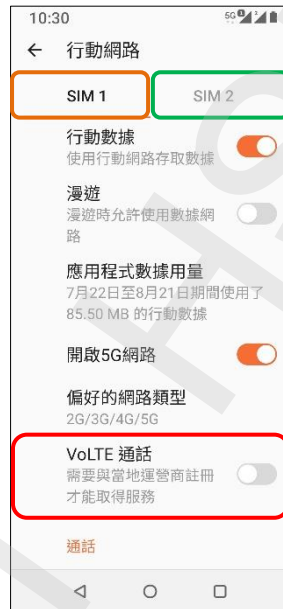 10:30
5G
行動網路
SIM 1 SIM 2
行動數據
使用行動網路存取數據
漫遊
漫遊時允許使用數據網
路
應用程式數據用量
7月22日至8月21日期間使用了
85.50 MB 的行動數據
開啟5G網路
偏好的網路類型
2G/3G/4G/5G
VoLTE 通話
需要與當地運營商註冊
才能取得服務
通話